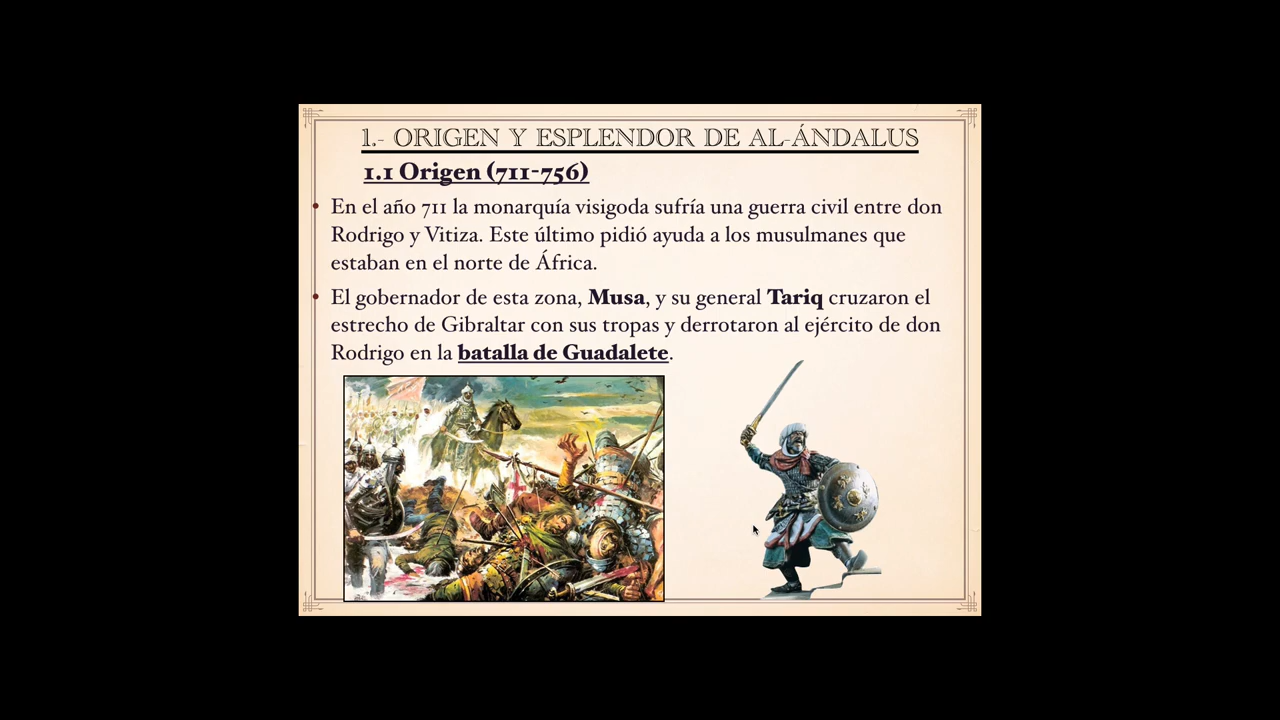 1.- ORIGEN Y ESPLENDOR DE AL-ÁNDALUS
1.1 Origen (711-756)
• En el año 711 la monarquía visigoda sufría una guerra civil entre don
Rodrigo y Vitiza. Este último pidió ayuda a los musulmanes que
estaban en el norte de África.
• El gobernador de esta zona, Musa, y su general Tariq cruzaron el
estrecho de Gibraltar con sus tropas y derrotaron al ejército de don
Rodrigo en la batalla de Guadalete.